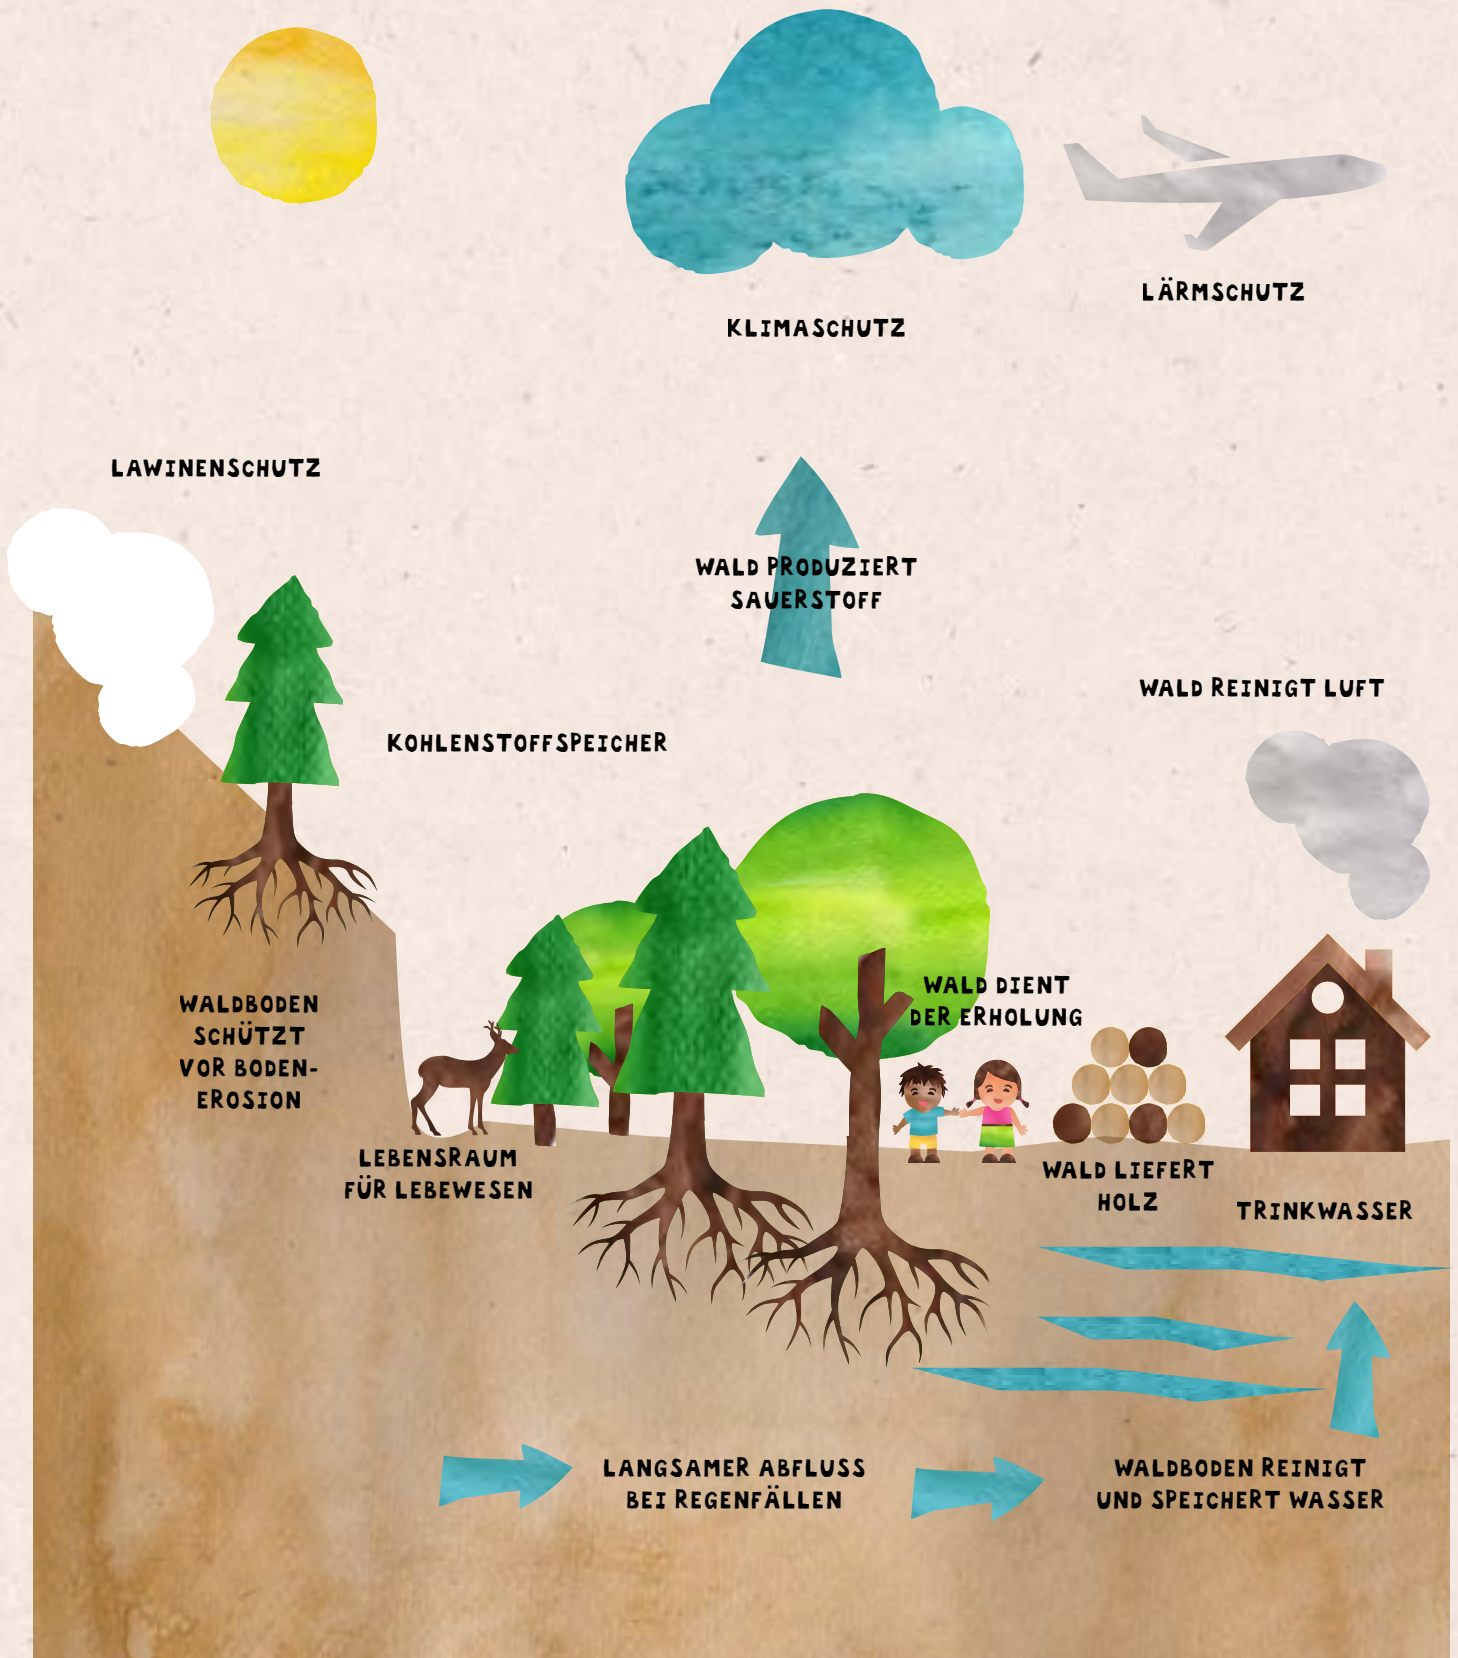 LÄRMSCHUTZ
KLIMASCHUTZ
LAWINENSCHUTZ
WALD PRODUZIERT
SAUERSTOFF
WALD REINIGT LUFT
KOHLENSTOFFSPEICHER
WALD DIENT
DER ERHOLUNG
WALDBODEN
SCHÜTZT
VOR BODEN-
EROSION
LEBENSRAUM
FÜR LEBEWESEN
WALD LIEFERT
HOLZ
TRINKWASSER
LANGSAMER ABFLUSS
BEI REGENFÄLLEN
WALDBODEN REINIGT
UND SPEICHERT WASSER